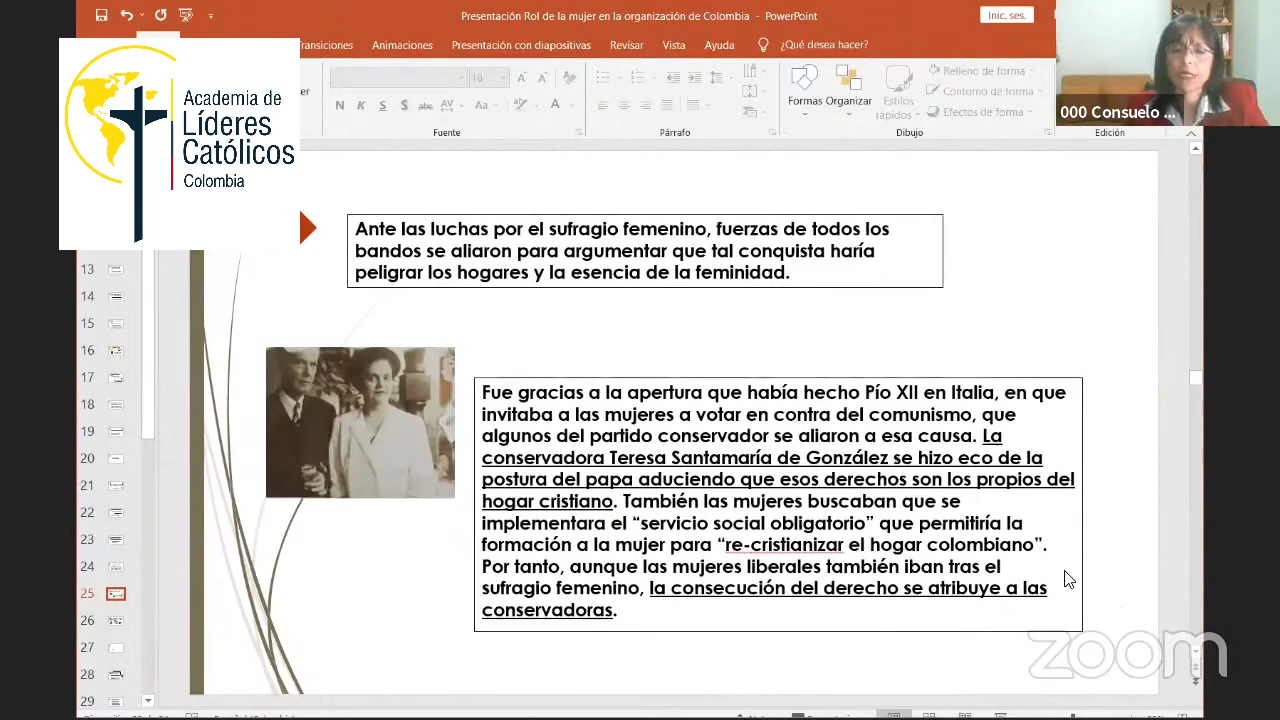 Presentación Rol de la mujer en la organización de Colombia - PowerPoint
Inic. ses.
Animaciones
Presentación con diapositivas
Revisar
Vista
Ayuda
¿Qué desea hacer?
18
Formas
Organizar
Estilos
rápidos
Relleno de forma
Contorno de forma
Efectos de forma
Fuente
Párrafo
Dibujo
Edición
000 Consuelo ...
Academia de
Líderes
Católicos
Colombia
13
14
15
16
17
18
19
20
21
22
23
24
25
26
27
28
29
Ante las luchas por el sufragio femenino, fuerzas de todos los
bandos se aliaron para argumentar que tal conquista haría
peligrar los hogares y la esencia de la feminidad.
Fue gracias a la apertura que había hecho Pío XII en Italia, en que
invitaba a las mujeres a votar en contra del comunismo, que
algunos del partido conservador se aliaron a esa causa. La
conservadora Teresa Santamaría de González se hizo eco de la
postura del papa aduciendo que esos derechos son los propios del
hogar cristiano. También las mujeres buscaban que se
implementara el “servicio social obligatorio” que permitiría la
formación a la mujer para “re-cristianizar el hogar colombiano”.
Por tanto, aunque las mujeres liberales también iban tras el
sufragio femenino, la consecución del derecho se atribuye a las
conservadoras.
zoom